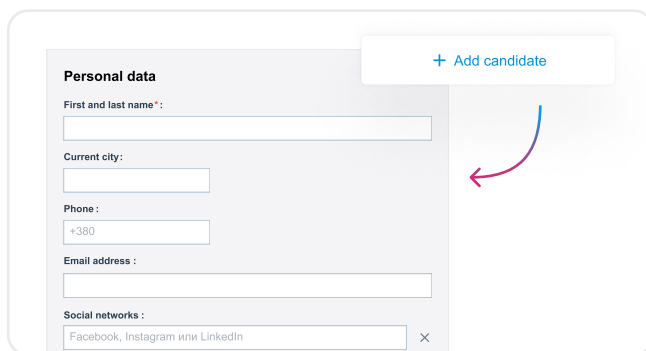 + Add candidate
Personal data
First and last name*:
Current city:
Phone :
+380
Email address :
Social networks :
Facebook, Instagram или LinkedIn